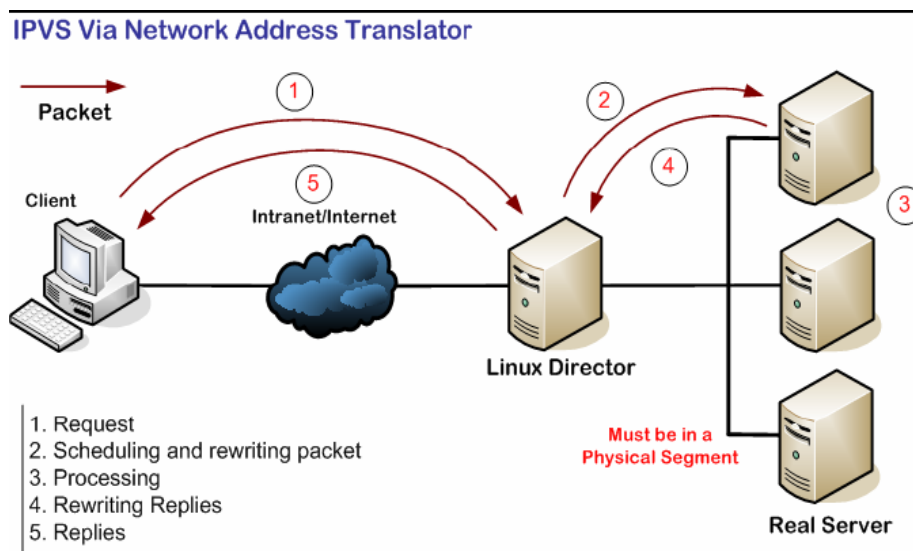 IPVS Via Network Address Translator
Packet
1
2
4
5
3
Client
Intranet/Internet
Linux Director
Must be in a
Physical Segment
Real Server
1. Request
2. Scheduling and rewriting packet
3. Processing
4. Rewriting Replies
5. Replies